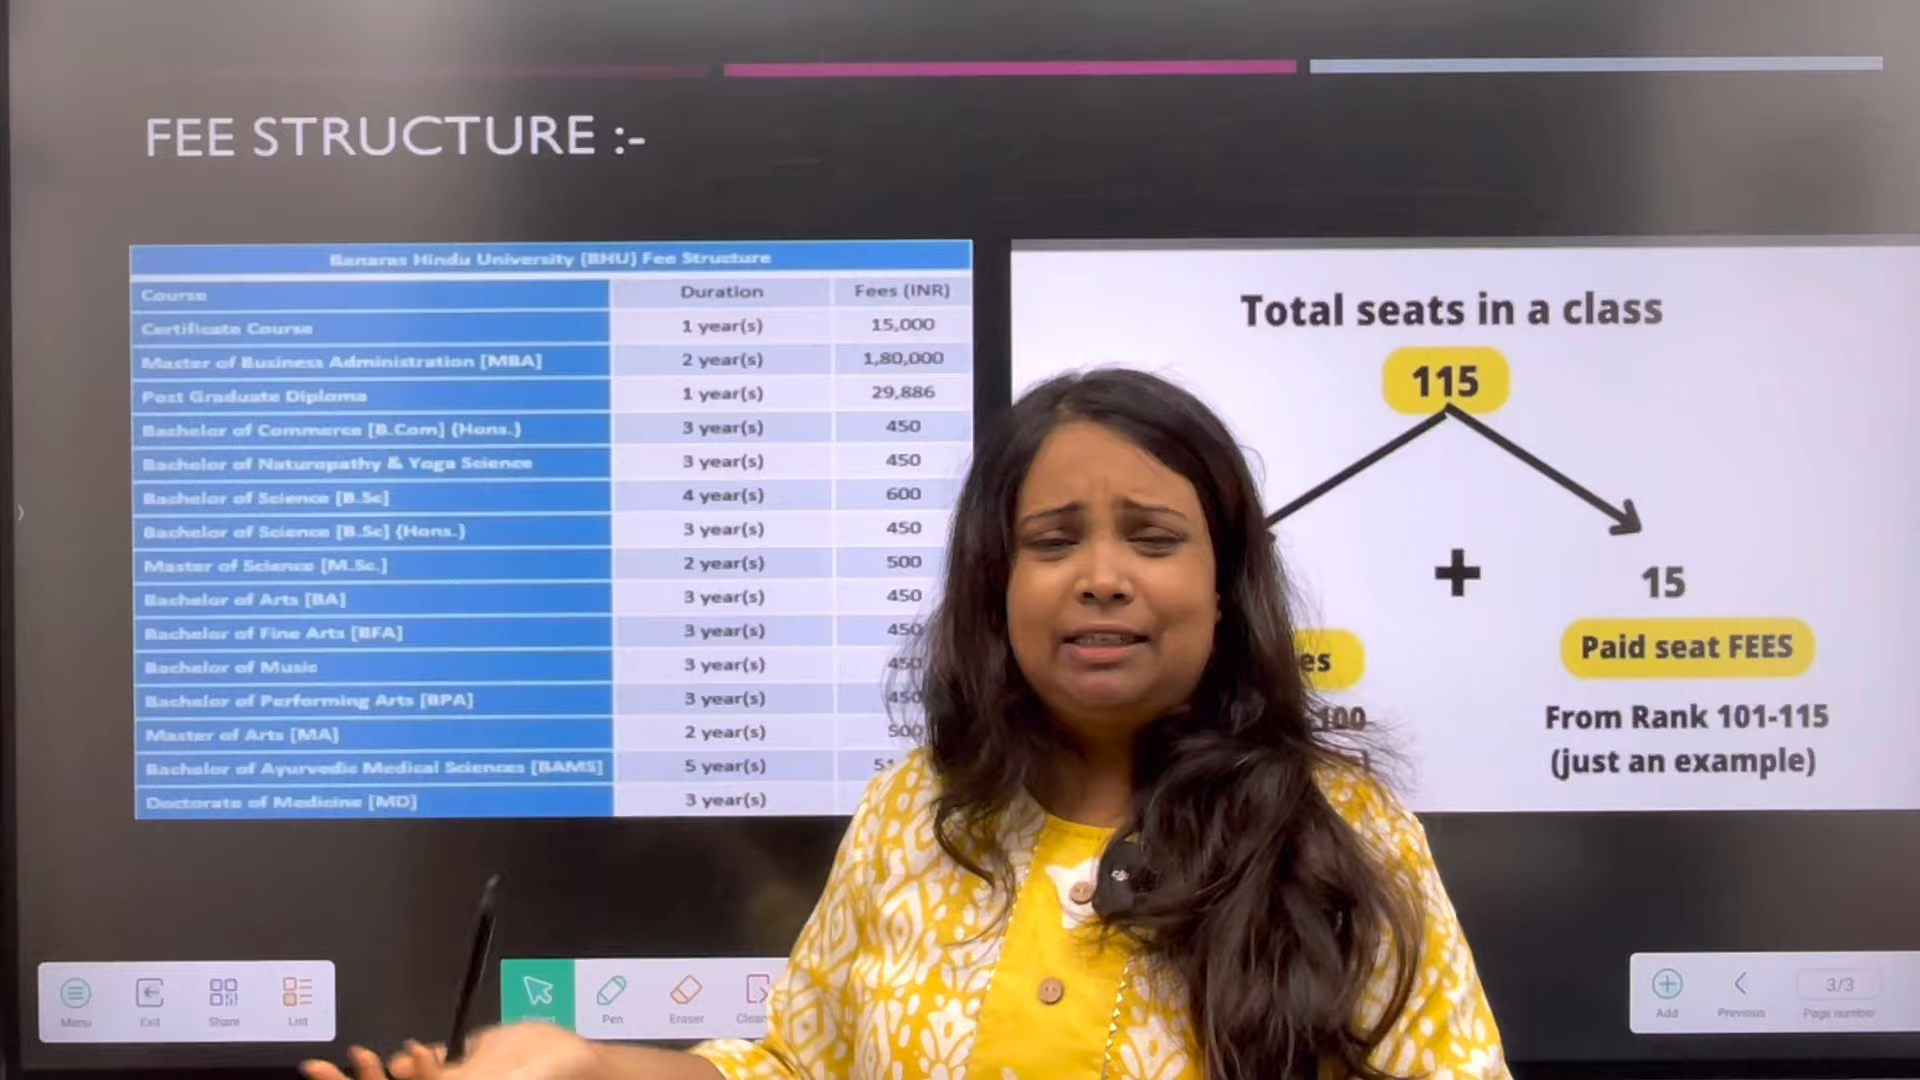 FEE STRUCTURE :-
Banaras Hindu University (BHU) Fee Structure
Course Duration Fees (INR)
Certificate Course 1 year(s) 15,000
Master of Business Administration [MBA] 2 year(s) 1,80,000
Post Graduate Diploma 1 year(s) 29,886
Bachelor of Commerce [B.Com] (Hons.) 3 year(s) 450
Bachelor of Naturopathy & Yoga Science 3 year(s) 450
Bachelor of Science [B.Sc] 4 year(s) 600
Bachelor of Science [B.Sc] (Hons.) 3 year(s) 450
Master of Science [M.Sc.] 2 year(s) 500
Bachelor of Arts [BA] 3 year(s) 450
Bachelor of Fine Arts [BFA] 3 year(s) 450
Bachelor of Music 3 year(s) 450
Bachelor of Performing Arts [BPA] 3 year(s) 450
Master of Arts [MA] 2 year(s) 500
Bachelor of Ayurvedic Medical Sciences [BAMS] 5 year(s)
Doctorate of Medicine [MD] 3 year(s)
Total seats in a class
115
+
15
Paid seat FEES
From Rank 101-115
(just an example)
100
Menu Exit Share List
Select Pen Eraser
Add Previous 3/3 Page number
dji